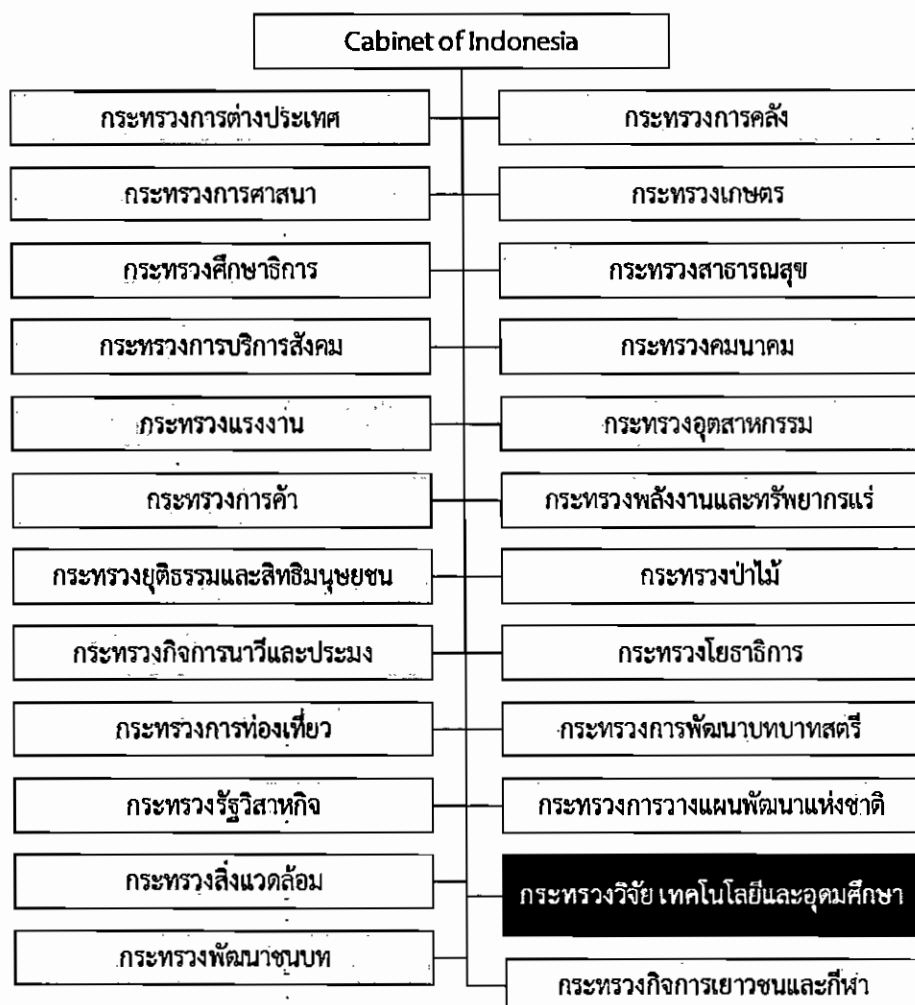 Cabinet of Indonesia
กระทรวงการต่างประเทศ
กระทรวงการคลัง
กระทรวงการศาสนา
กระทรวงเกษตร
กระทรวงศึกษาธิการ
กระทรวงสาธารณสุข
กระทรวงการบริการสังคม
กระทรวงคมนาคม
กระทรวงแรงงาน
กระทรวงอุตสาหกรรม
กระทรวงการค้า
กระทรวงพลังงานและทรัพยากรแร่
กระทรวงยุติธรรมและสิทธิมนุษยชน
กระทรวงป่าไม้
กระทรวงกิจการนาวีและประมง
กระทรวงโยธาธิการ
กระทรวงการท่องเที่ยว
กระทรวงการพัฒนาบทบาทสตรี
กระทรวงรัฐวิสาหกิจ
กระทรวงการวางแผนพัฒนาแห่งชาติ
กระทรวงสิ่งแวดล้อม
กระทรวงวิจัย เทคโนโลยีและอุดมศึกษา
กระทรวงพัฒนาชนบท
กระทรวงกิจการเยาวชนและกีฬา